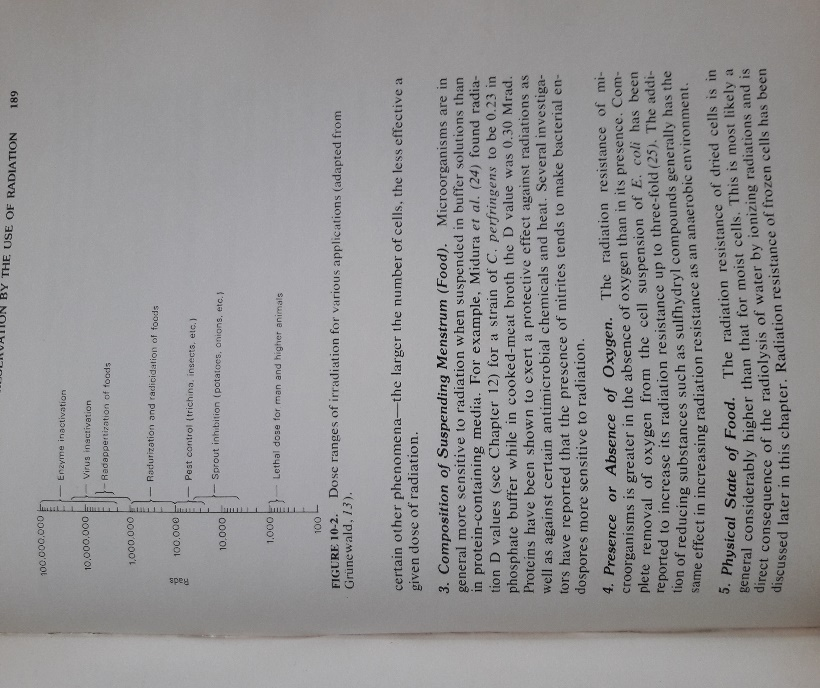 SERVATION BY THE USE OF RADIATION 189
100,000,000
10,000,000
1,000,000
100,000
10,000
1,000
100
Rads
Enzyme inactivation
Virus inactivation
Radappertization of foods
Radurization and radicidation of foods
Pest control (trichina, insects, etc.)
Sprout inhibition (potatoes, onions, etc.)
Lethal dose for man and higher animals
FIGURE 10-2. Dose ranges of irradiation for various applications (adapted from
Grunewald, 13).
certain other phenomena—the larger the number of cells, the less effective a
given dose of radiation.
3. Composition of Suspending Menstrum (Food). Microorganisms are in
general more sensitive to radiation when suspended in buffer solutions than
in protein-containing media. For example, Midura et al. (24) found radia-
tion D values (see Chapter 12) for a strain of C. perfringens to be 0.23 in
phosphate buffer while in cooked-meat broth the D value was 0.30 Mrad.
Proteins have been shown to exert a protective effect against radiations as
well as against certain antimicrobial chemicals and heat. Several investiga-
tors have reported that the presence of nitrites tends to make bacterial en-
dospores more sensitive to radiation.
4. Presence or Absence of Oxygen. The radiation resistance of mi-
croorganisms is greater in the absence of oxygen than in its presence. Com-
plete removal of oxygen from the cell suspension of E. coli has been
reported to increase its radiation resistance up to three-fold (25). The addi-
tion of reducing substances such as sulfhydryl compounds generally has the
same effect in increasing radiation resistance as an anaerobic environment.
5. Physical State of Food. The radiation resistance of dried cells is in
general considerably higher than that for moist cells. This is most likely a
direct consequence of the radiolysis of water by ionizing radiations and is
discussed later in this chapter. Radiation resistance of frozen cells has been